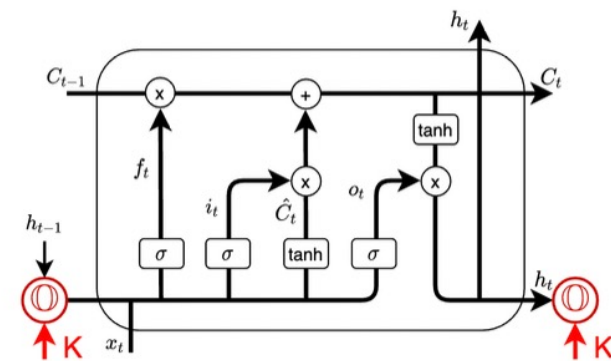 h_t
C_{t-1} x + C_t
tanh
f_t i_t x o_t x
Ĉ_t
h_{t-1}
σ σ tanh σ
h_t
𝕆 𝕆
x_t
K K